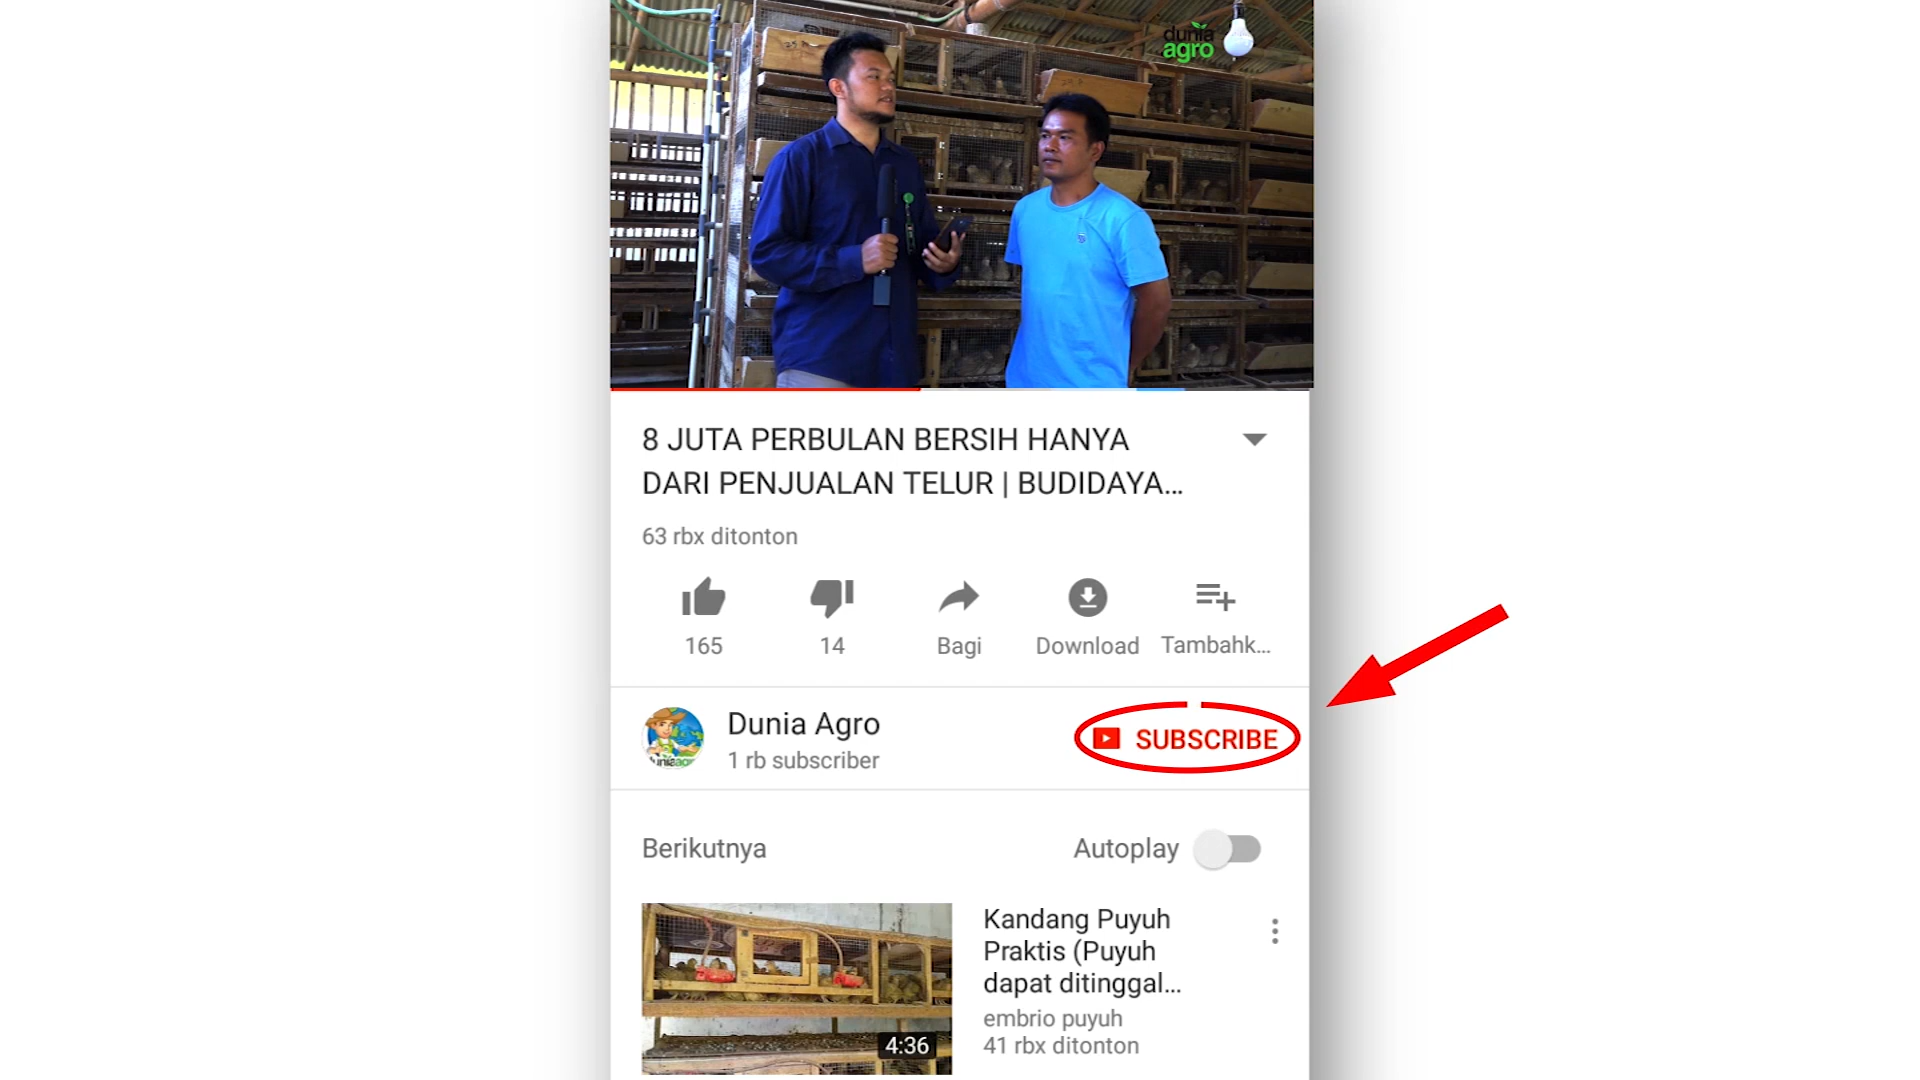 dunia
agro
8 JUTA PERBULAN BERSIH HANYA
DARI PENJUALAN TELUR | BUDIDAYA...
63 rbx ditonton
165
14
Bagi
Download
Tambahk...
Dunia Agro
1 rb subscriber
SUBSCRIBE
Berikutnya
Autoplay
Kandang Puyuh
Praktis (Puyuh
dapat ditinggal...
embrio puyuh
41 rbx ditonton
4:36